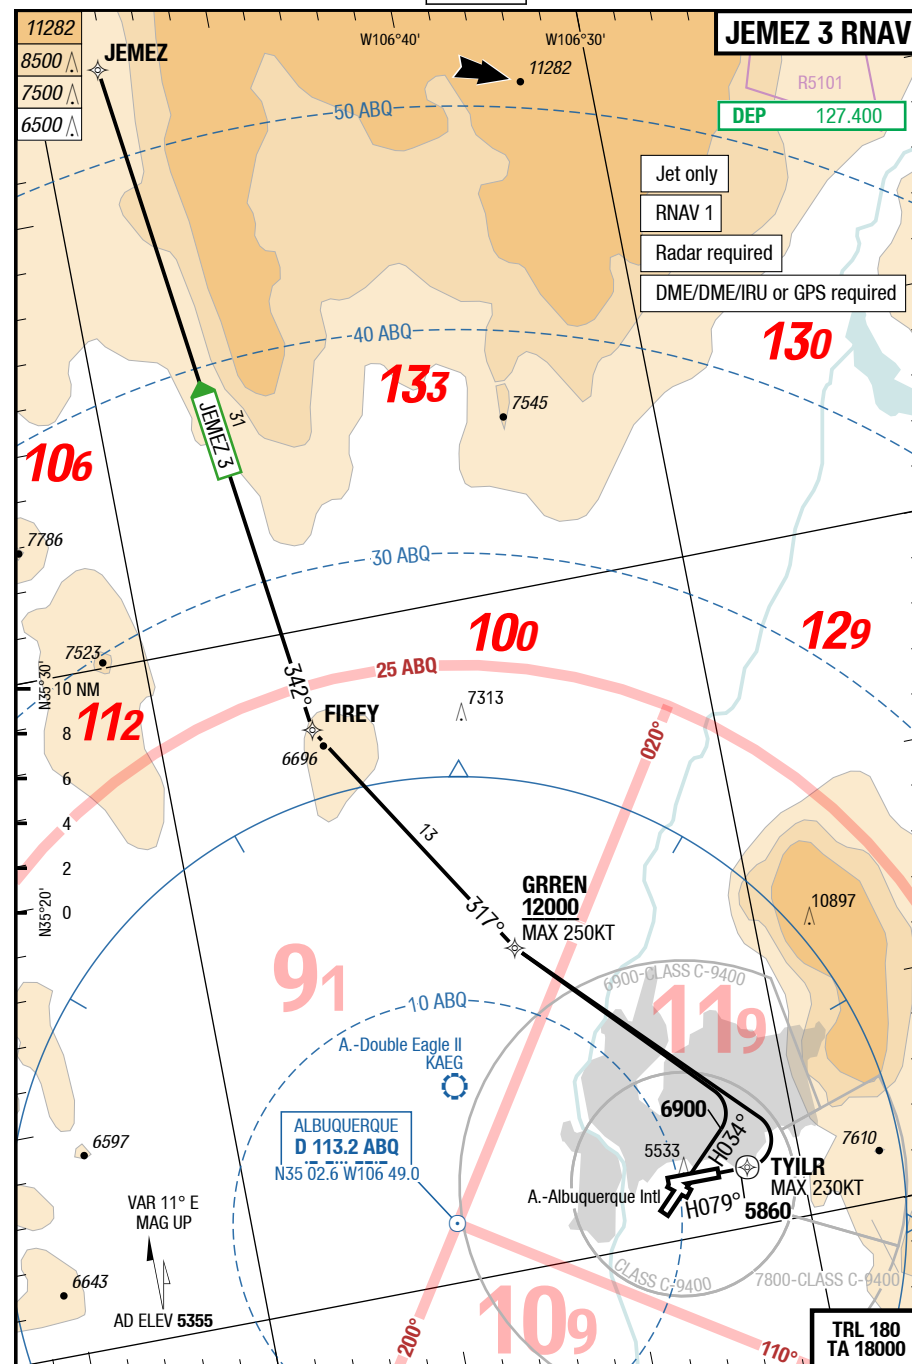 11282
8500
7500
6500
JEMEZ
W106°40'
W106°30'
JEMEZ 3 RNAV
11282
R5101
DEP 127.400
50 ABQ
Jet only
RNAV 1
Radar required
DME/DME/IRU or GPS required
40 ABQ
130
133
7545
JEMEZ 3
31
106
7786
30 ABQ
100
129
7523
N35°30'
10 NM
25 ABQ
342°
112
FIREY
7313
020°
8
6696
6
4
13
2
N35°20'
0
317°
GRREN
12000
MAX 250KT
10897
91
6900-CLASS C-9400
119
10 ABQ
A.-Double Eagle II
KAEG
6900
H034°
ALBUQUERQUE
D 113.2 ABQ
N35 02.6 W106 49.0
6597
5533
7610
TYILR
MAX 230KT
A.-Albuquerque Intl
H079°
5860
VAR 11° E
MAG UP
6643
AD ELEV 5355
CLASS C-9400
7800-CLASS C-9400
109
200°
110°
TRL 180
TA 18000